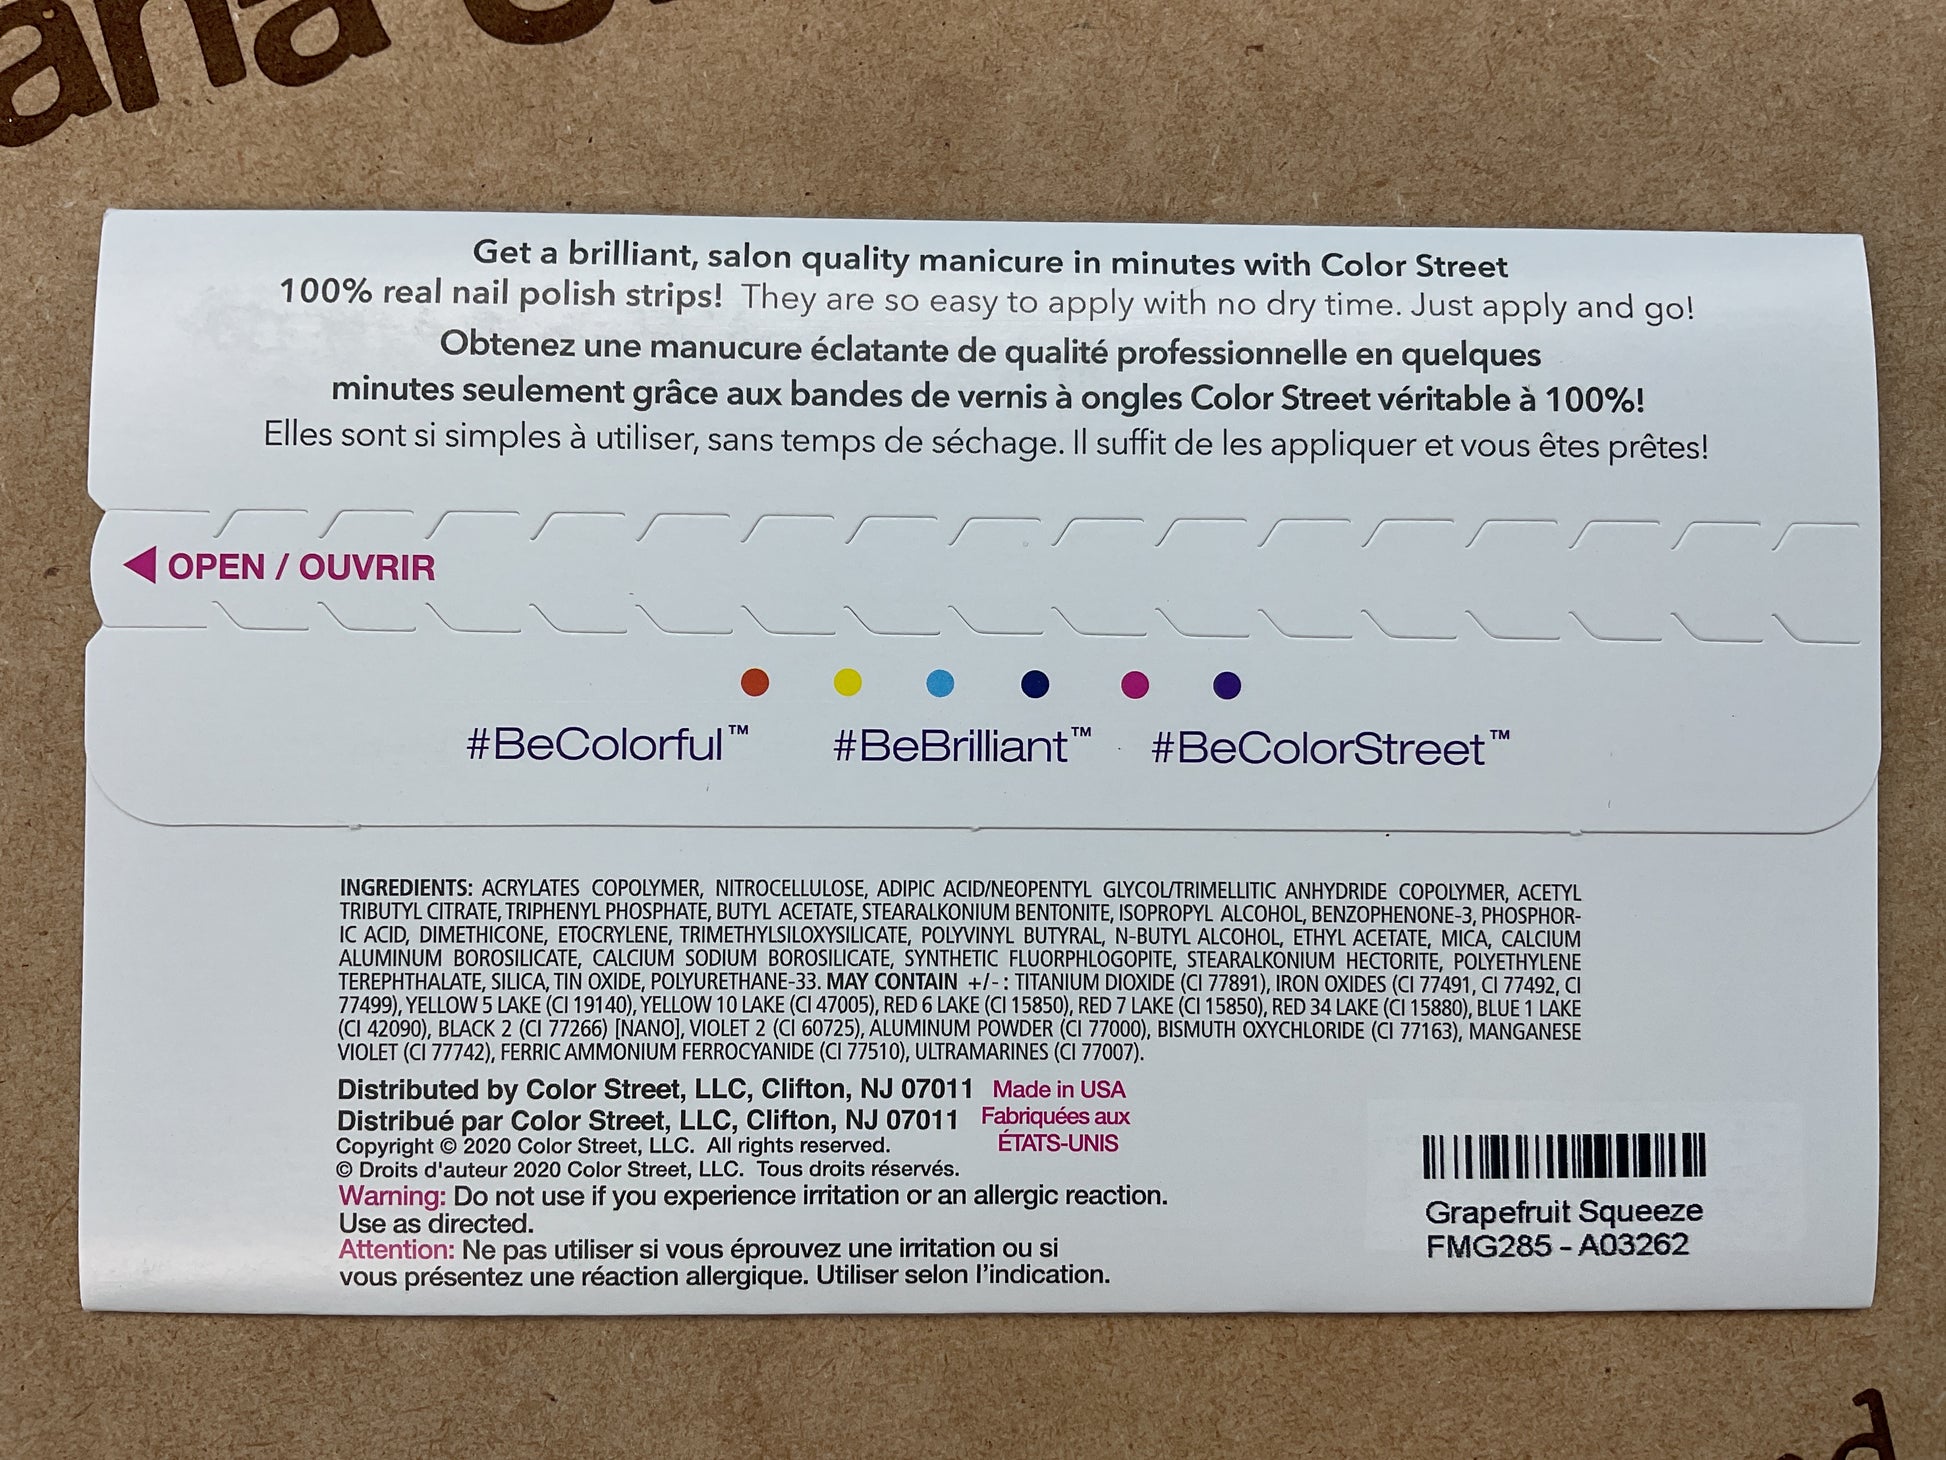 Get a brilliant, salon quality manicure in minutes with Color Street
100% real nail polish strips! They are so easy to apply with no dry time. Just apply and go!
Obtenez une manucure éclatante de qualité professionnelle en quelques
minutes seulement grâce aux bandes de vernis à ongles Color Street véritable à 100%!
Elles sont si simples à utiliser, sans temps de séchage. Il suffit de les appliquer et vous êtes prêtes!
OPEN / OUVRIR
#BeColorful™ #BeBrilliant™ #BeColorStreet™
INGREDIENTS: ACRYLATES COPOLYMER, NITROCELLULOSE, ADIPIC ACID/NEOPENTYL GLYCOL/TRIMELLITIC ANHYDRIDE COPOLYMER, ACETYL
TRIBUTYL CITRATE, TRIPHENYL PHOSPHATE, BUTYL ACETATE, STEARALKONIUM BENTONITE, ISOPROPYL ALCOHOL, BENZOPHENONE-3, PHOSPHOR-
IC ACID, DIMETHICONE, ETOCRYLENE, TRIMETHYLSILOXYSILICATE, POLYVINYL BUTYRAL, N-BUTYL ALCOHOL, ETHYL ACETATE, MICA, CALCIUM
ALUMINUM BOROSILICATE, CALCIUM SODIUM BOROSILICATE, SYNTHETIC FLUORPHLOGOPITE, STEARALKONIUM HECTORITE, POLYETHYLENE
TEREPHTHALATE, SILICA, TIN OXIDE, POLYURETHANE-33. MAY CONTAIN +/- : TITANIUM DIOXIDE (CI 77891), IRON OXIDES (CI 77491, CI 77492, CI
77499), YELLOW 5 LAKE (CI 19140), YELLOW 10 LAKE (CI 47005), RED 6 LAKE (CI 15850), RED 7 LAKE (CI 15850), RED 34 LAKE (CI 15880), BLUE 1 LAKE
(CI 42090), BLACK 2 (CI 77266) [NANO], VIOLET 2 (CI 60725), ALUMINUM POWDER (CI 77000), BISMUTH OXYCHLORIDE (CI 77163), MANGANESE
VIOLET (CI 77742), FERRIC AMMONIUM FERROCYANIDE (CI 77510), ULTRAMARINES (CI 77007).
Distributed by Color Street, LLC, Clifton, NJ 07011
Distribué par Color Street, LLC, Clifton, NJ 07011
Made in USA
Fabriquées aux
ÉTATS-UNIS
Copyright © 2020 Color Street, LLC. All rights reserved.
© Droits d'auteur 2020 Color Street, LLC. Tous droits réservés.
Warning: Do not use if you experience irritation or an allergic reaction.
Use as directed.
Attention: Ne pas utiliser si vous éprouvez une irritation ou si
vous présentez une réaction allergique. Utiliser selon l'indication.
Grapefruit Squeeze
FMG285 - A03262